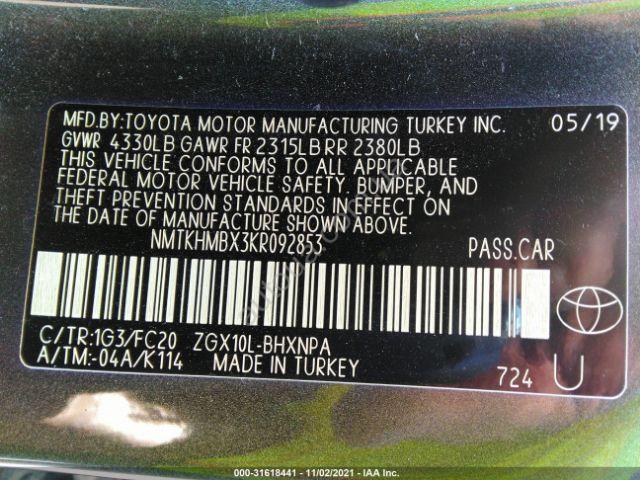 MFD.BY:TOYOTA MOTOR MANUFACTURING TURKEY INC. 05/19
GVWR 4330LB GAWR FR 2315LB RR 2380LB
THIS VEHICLE CONFORMS TO ALL APPLICABLE
FEDERAL MOTOR VEHICLE SAFETY, BUMPER, AND
THEFT PREVENTION STANDARDS IN EFFECT ON
THE DATE OF MANUFACTURE SHOWN ABOVE.
NMTKHMBX3KR092853 PASS.CAR
C/TR:1G3/FC20 ZGX10L-BHXNPA
A/TM:-04A/K114 MADE IN TURKEY
724 U
000-31618441 - 11/02/2021 - IAA Inc.